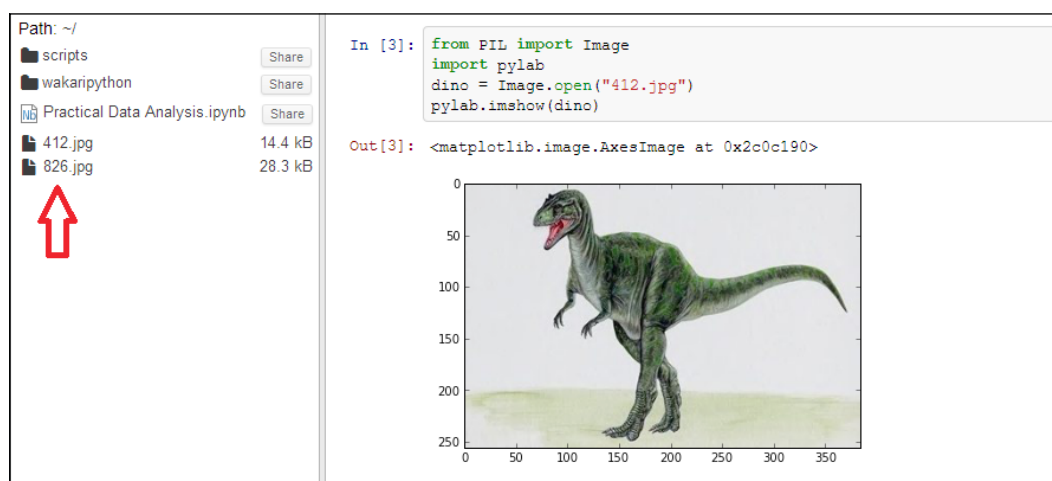 Path: ~/
scripts Share
wakaripython Share
Practical Data Analysis.ipynb Share
412.jpg 14.4 kB
826.jpg 28.3 kB
In [3]: from PIL import Image
import pylab
dino = Image.open("412.jpg")
pylab.imshow(dino)
Out[3]: <matplotlib.image.AxesImage at 0x2c0c190>
0
50
100
150
200
250
0 50 100 150 200 250 300 350